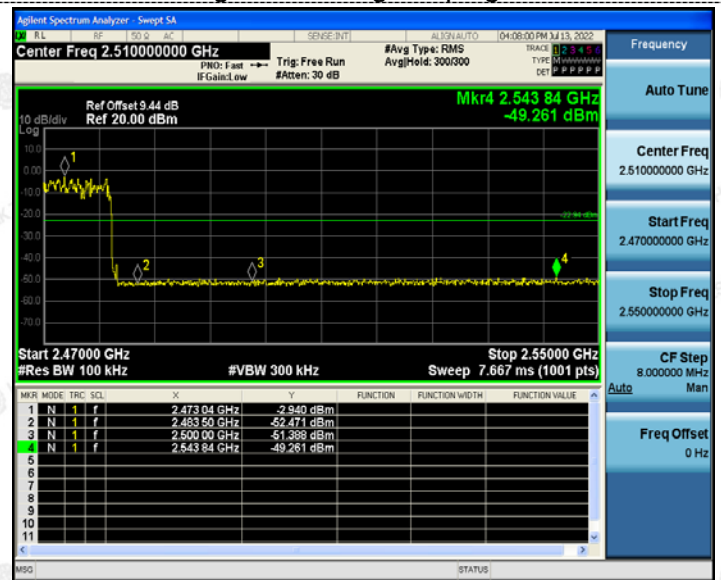 Agilent Spectrum Analyzer - Swept SA
RL RF 50 Ω AC SENSE:INT ALIGNAUTO 04:08:00 PM Jul 13, 2022
Center Freq 2.510000000 GHz
PNO: Fast
IFGain:Low
Trig: Free Run
#Atten: 30 dB
#Avg Type: RMS
Avg|Hold: 300/300
TRACE 1 2 3 4 5 6
TYPE M
DET P P P P P P
Ref Offset 9.44 dB
10 dB/div Ref 20.00 dBm
Log
Mkr4 2.543 84 GHz
-49.261 dBm
10.0
0.00
-10.0
-20.0
-30.0
-40.0
-50.0
-60.0
-70.0
1
2
3
4
-22.94 dBm
Start 2.47000 GHz Stop 2.55000 GHz
#Res BW 100 kHz #VBW 300 kHz Sweep 7.667 ms (1001 pts)
MKR MODE TRC SCL X Y FUNCTION FUNCTION WIDTH FUNCTION VALUE
1 N 1 f 2.473 04 GHz -2.940 dBm
2 N 1 f 2.483 50 GHz -52.471 dBm
3 N 1 f 2.500 00 GHz -51.388 dBm
4 N 1 f 2.543 84 GHz -49.261 dBm
5
6
7
8
9
10
11
MSG STATUS
Frequency
Auto Tune
Center Freq
2.510000000 GHz
Start Freq
2.470000000 GHz
Stop Freq
2.550000000 GHz
CF Step
8.000000 MHz
Auto Man
Freq Offset
0 Hz